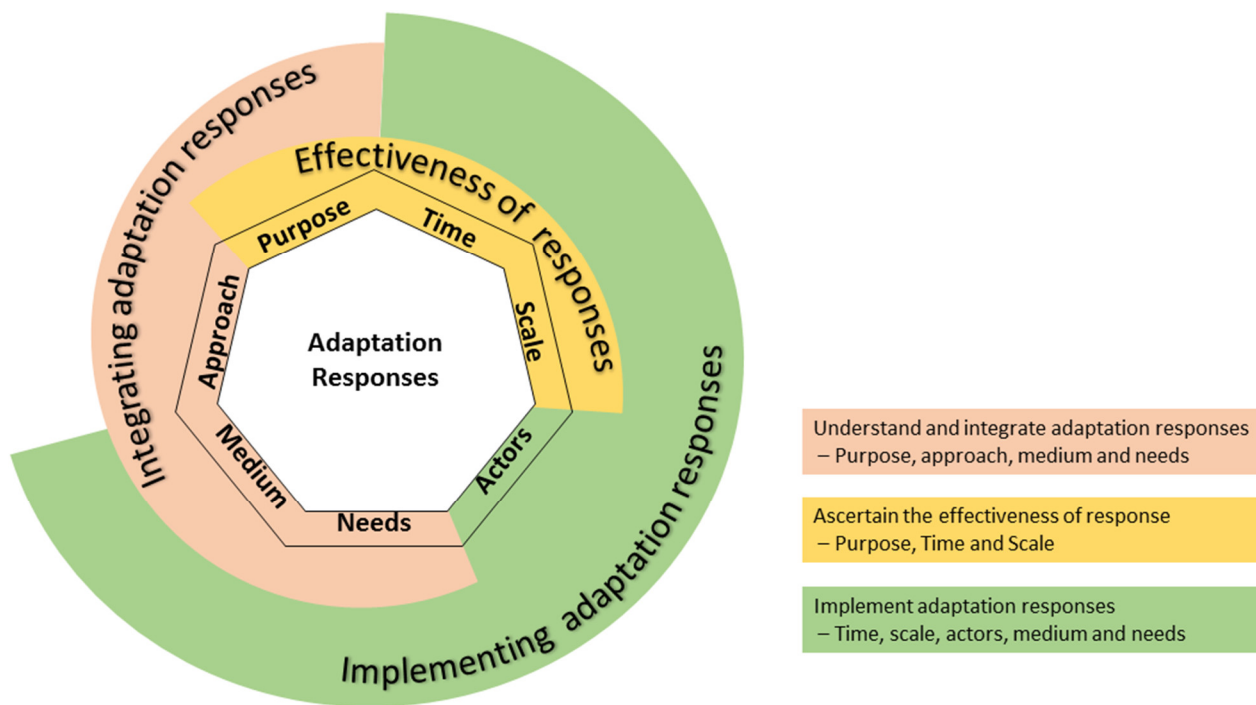 Integrating adaptation responses
Effectiveness of responses
Implementing adaptation responses
Purpose
Time
Scale
Actors
Needs
Medium
Approach
Adaptation
Responses
Understand and integrate adaptation responses
– Purpose, approach, medium and needs
Ascertain the effectiveness of response
– Purpose, Time and Scale
Implement adaptation responses
– Time, scale, actors, medium and needs